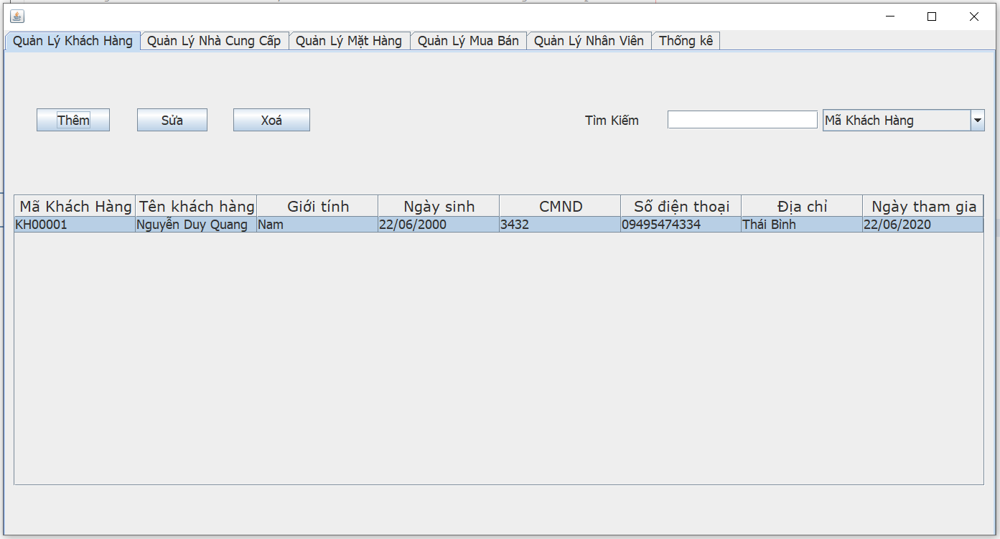 Quản Lý Khách Hàng Quản Lý Nhà Cung Cấp Quản Lý Mặt Hàng Quản Lý Mua Bán Quản Lý Nhân Viên Thống kê
Thêm Sửa Xoá Tìm Kiếm Mã Khách Hàng
Mã Khách Hàng Tên khách hàng Giới tính Ngày sinh CMND Số điện thoại Địa chỉ Ngày tham gia
KH00001 Nguyễn Duy Quang Nam 22/06/2000 3432 09495474334 Thái Bình 22/06/2020